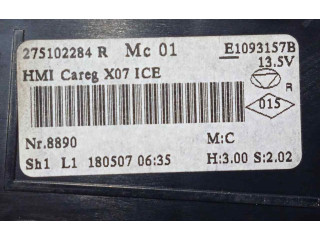 275102284 R Mc 01 E1093157B
13.5V
HMI Careg X07 ICE
R
015
Nr.8890 M:C
Sh1 L1 180507 06:35 H:3.00 S:2.02